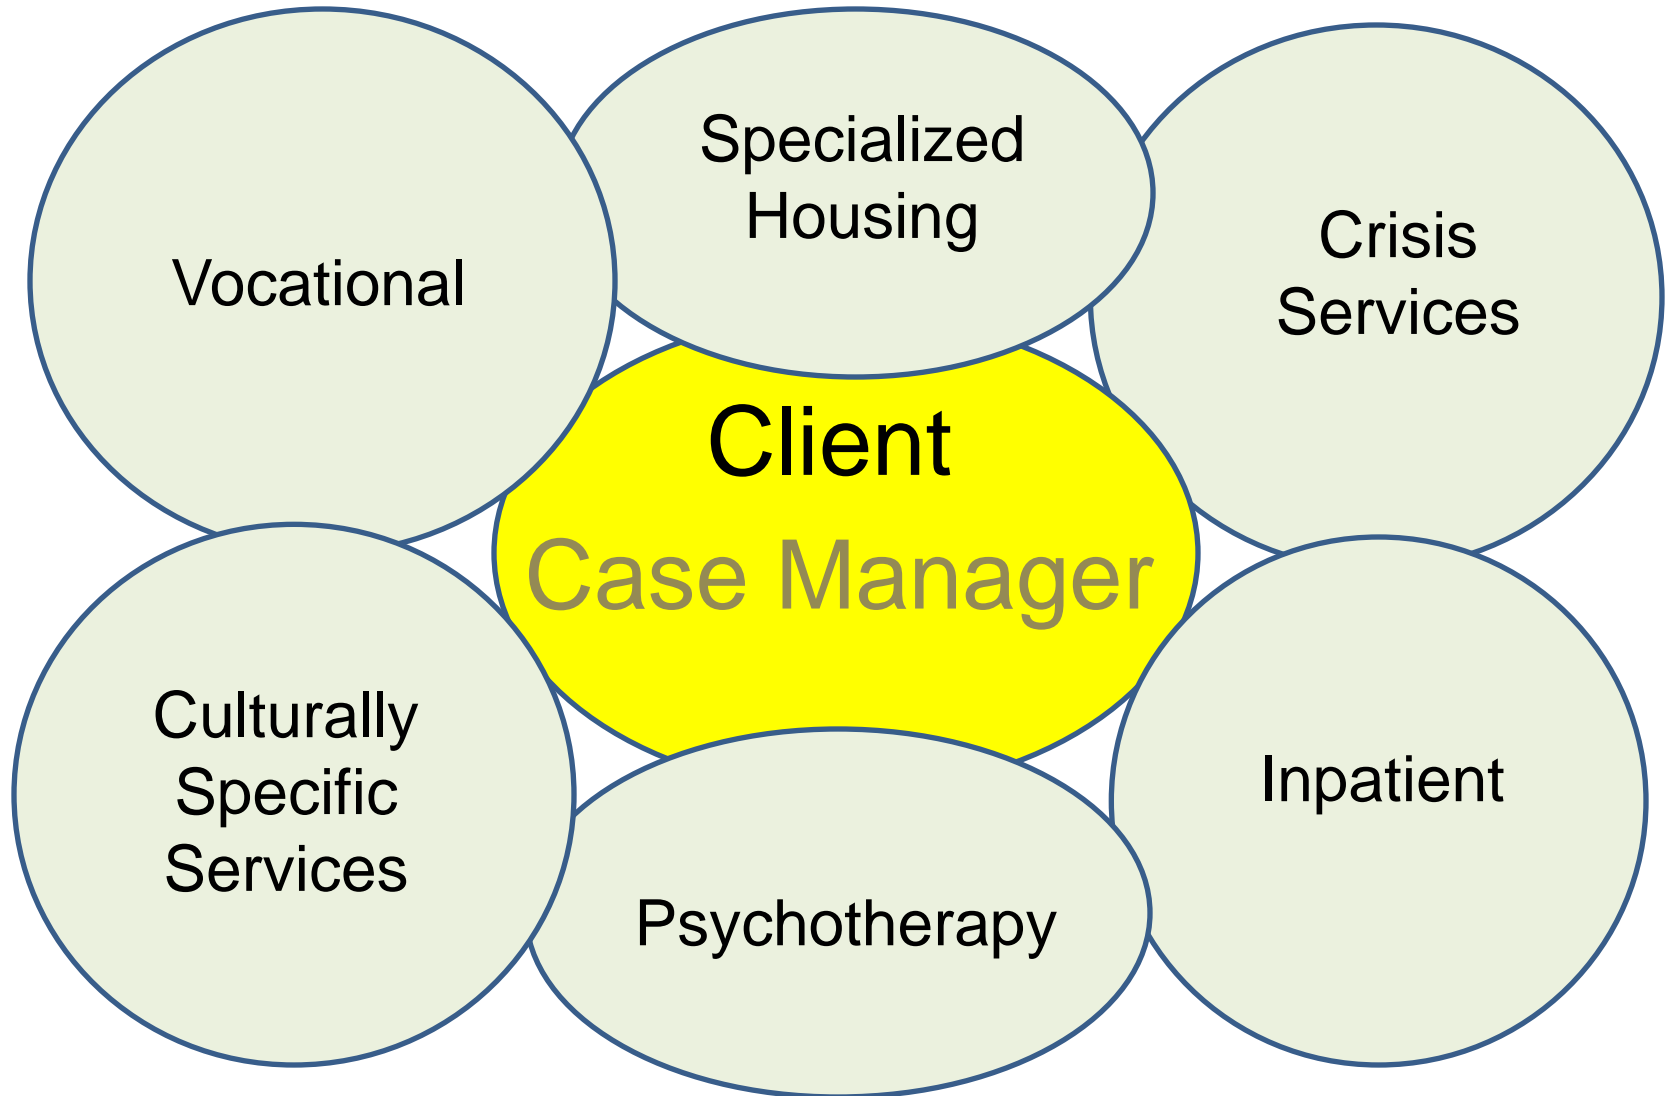 Specialized
Housing
Crisis
Services
Vocational
Client
Case Manager
Culturally
Specific
Services
Inpatient
Psychotherapy